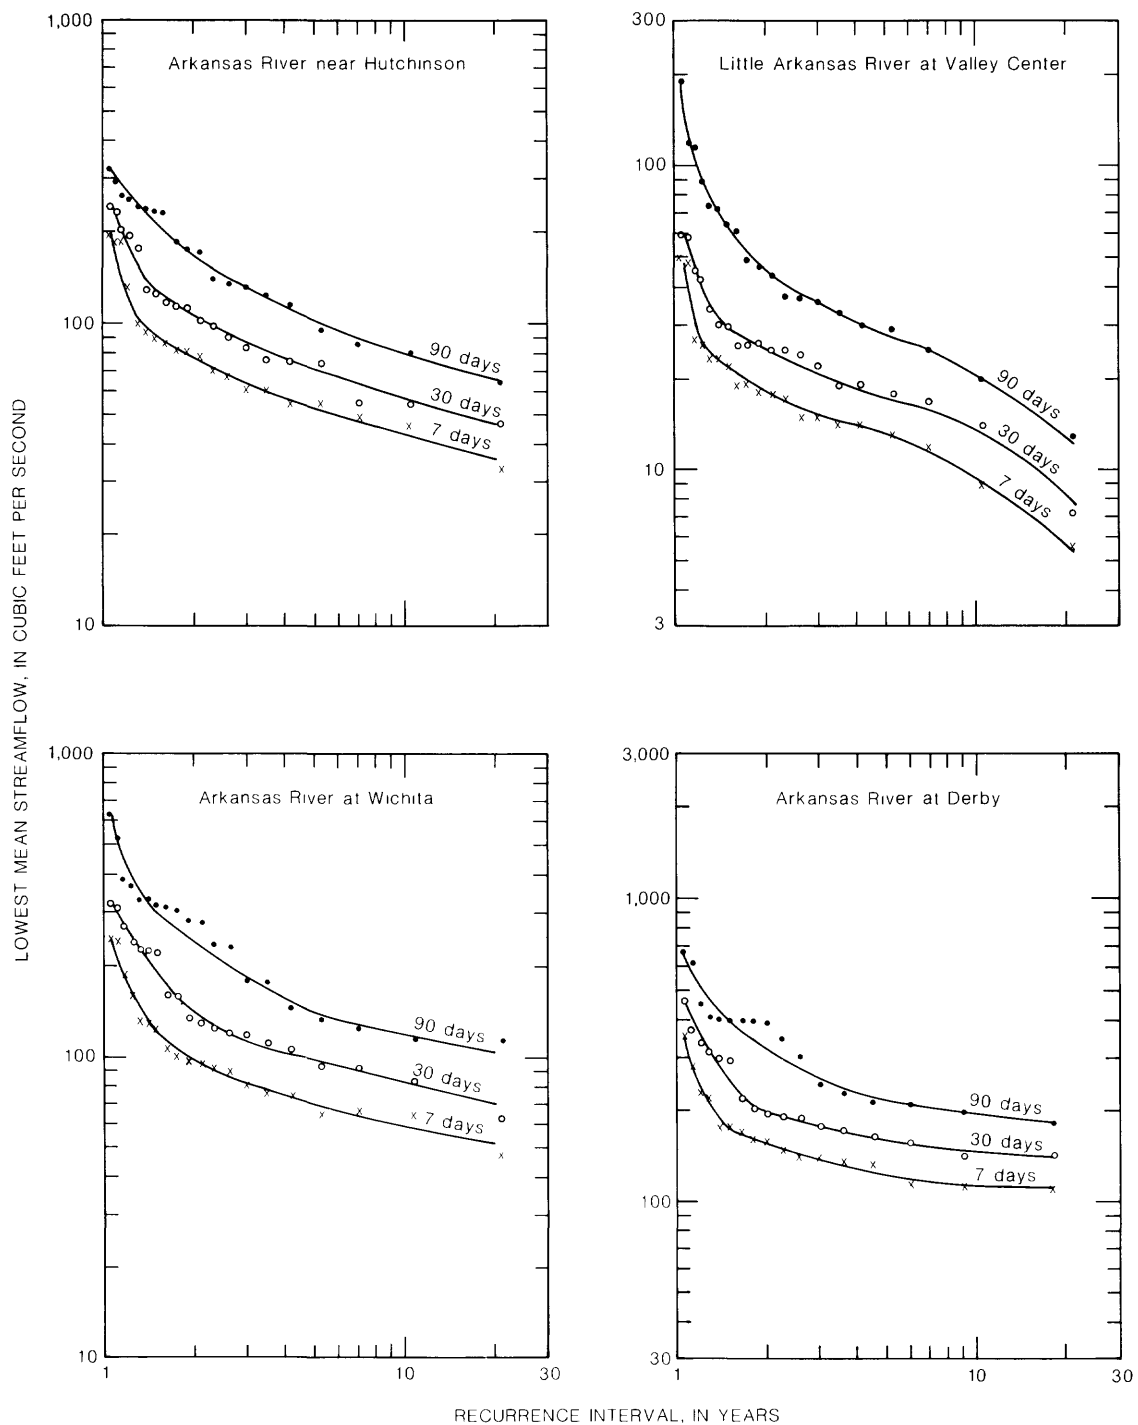 1,000
100
10
Arkansas River near Hutchinson
90 days
30 days
7 days
300
100
10
3
Little Arkansas River at Valley Center
90 days
30 days
7 days
LOWEST MEAN STREAMFLOW, IN CUBIC FEET PER SECOND
1,000
100
10
Arkansas River at Wichita
90 days
30 days
7 days
1
10
30
3,000
1,000
100
30
Arkansas River at Derby
90 days
30 days
7 days
1
10
30
RECURRENCE INTERVAL, IN YEARS